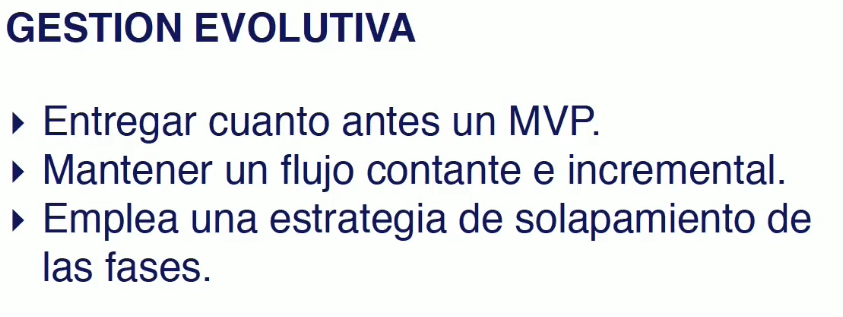 GESTION EVOLUTIVA
‣ Entregar cuanto antes un MVP.
‣ Mantener un flujo contante e incremental.
‣ Emplea una estrategia de solapamiento de
las fases.